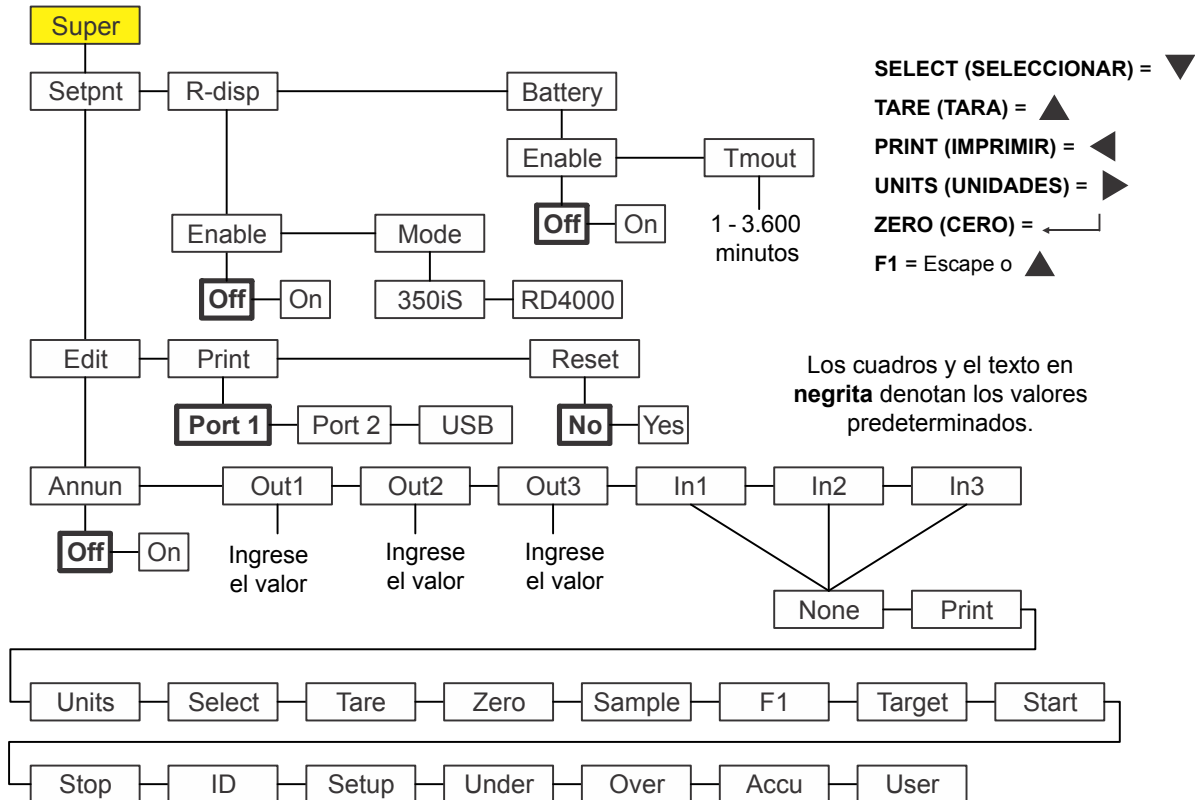 Super
Setpnt R-disp Battery
SELECT (SELECCIONAR) =
TARE (TARA) =
PRINT (IMPRIMIR) =
UNITS (UNIDADES) =
ZERO (CERO) =
F1 = Escape o
Enable Tmout
Off On
1 - 3.600
minutos
Enable Mode
Off On 350iS RD4000
Edit Print Reset
Port 1 Port 2 USB No Yes
Los cuadros y el texto en
negrita denotan los valores
predeterminados.
Annun Out1 Out2 Out3 In1 In2 In3
Off On
Ingrese
el valor
Ingrese
el valor
Ingrese
el valor
None Print
Units Select Tare Zero Sample F1 Target Start
Stop ID Setup Under Over Accu User